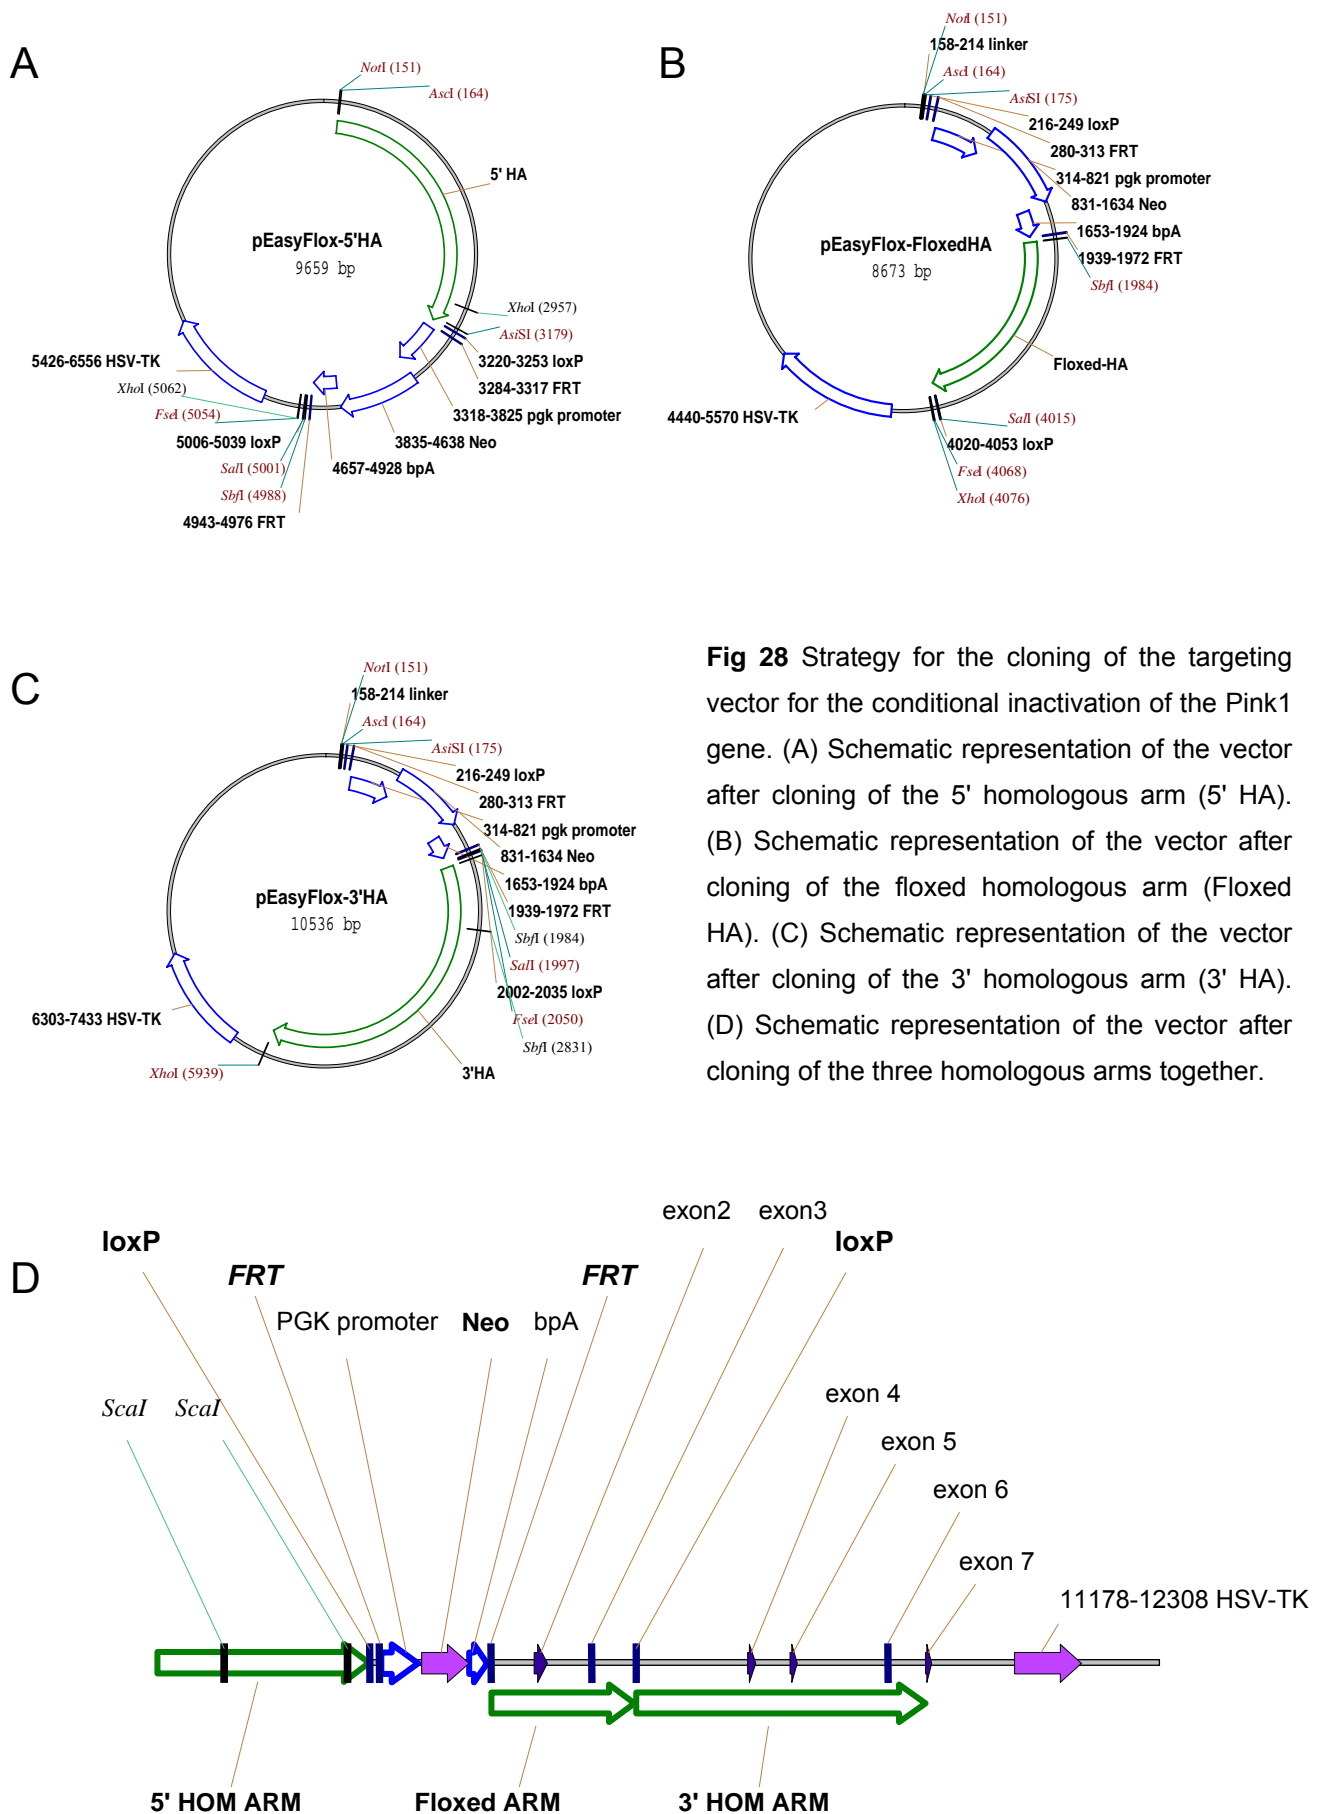 A
NotI (151)
AscI (164)
5' HA
pEasyFlox-5'HA
9659 bp
XhoI (2957)
AsiSI (3179)
3220-3253 loxP
3284-3317 FRT
3318-3825 pgk promoter
3835-4638 Neo
4657-4928 bpA
5426-6556 HSV-TK
XhoI (5062)
FseI (5054)
5006-5039 loxP
SalI (5001)
SbfI (4988)
4943-4976 FRT
B
NotI (151)
158-214 linker
AscI (164)
AsiSI (175)
216-249 loxP
280-313 FRT
314-821 pgk promoter
831-1634 Neo
1653-1924 bpA
1939-1972 FRT
SbfI (1984)
pEasyFlox-FloxedHA
8673 bp
Floxed-HA
4440-5570 HSV-TK
SalI (4015)
4020-4053 loxP
FseI (4068)
XhoI (4076)
C
NotI (151)
158-214 linker
AscI (164)
AsiSI (175)
216-249 loxP
280-313 FRT
314-821 pgk promoter
831-1634 Neo
1653-1924 bpA
1939-1972 FRT
SbfI (1984)
SalI (1997)
2002-2035 loxP
FseI (2050)
SbfI (2831)
pEasyFlox-3'HA
10536 bp
6303-7433 HSV-TK
XhoI (5939)
3'HA
Fig 28 Strategy for the cloning of the targeting
vector for the conditional inactivation of the Pink1
gene. (A) Schematic representation of the vector
after cloning of the 5' homologous arm (5' HA).
(B) Schematic representation of the vector after
cloning of the floxed homologous arm (Floxed
HA). (C) Schematic representation of the vector
after cloning of the 3' homologous arm (3' HA).
(D) Schematic representation of the vector after
cloning of the three homologous arms together.
D
exon2 exon3
loxP loxP
FRT FRT
PGK promoter Neo bpA
ScaI ScaI
exon 4
exon 5
exon 6
exon 7
11178-12308 HSV-TK
5' HOM ARM Floxed ARM 3' HOM ARM